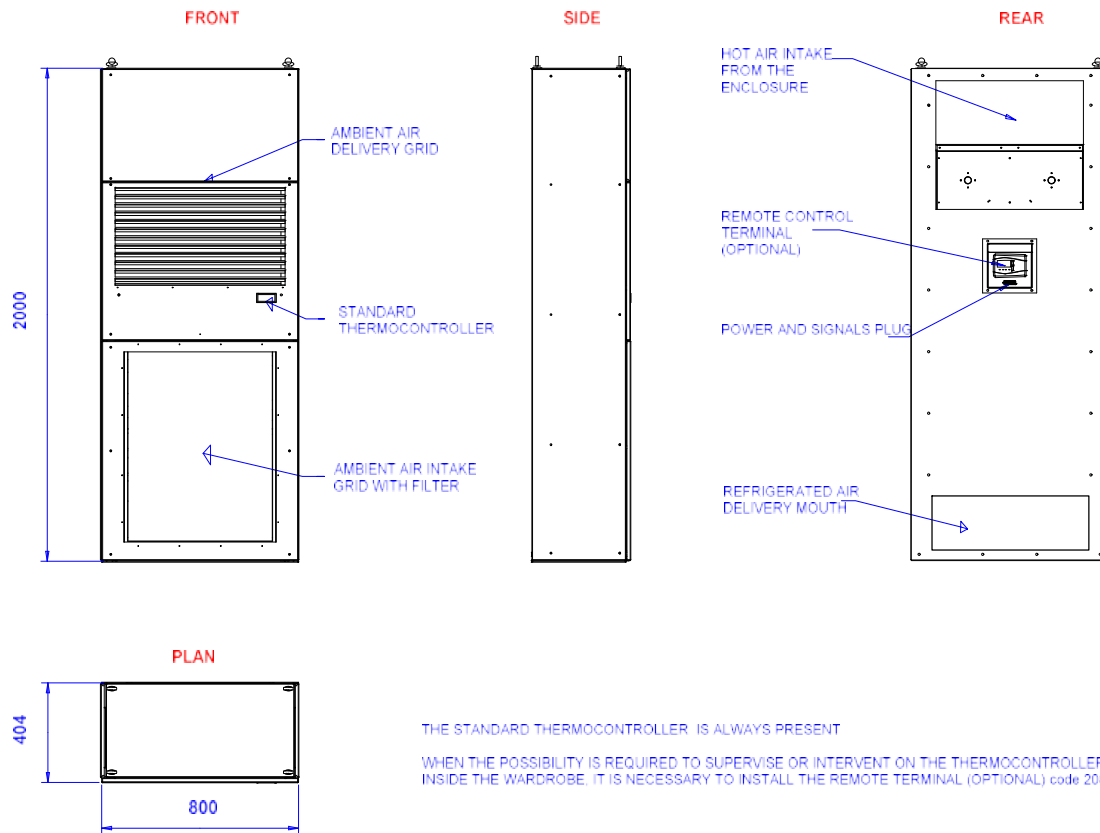 FRONT
SIDE
REAR
HOT AIR INTAKE
FROM THE
ENCLOSURE
AMBIENT AIR
DELIVERY GRID
REMOTE CONTROL
TERMINAL
(OPTIONAL)
2000
STANDARD
THERMOCONTROLLER
POWER AND SIGNALS PLUG
AMBIENT AIR INTAKE
GRID WITH FILTER
REFRIGERATED AIR
DELIVERY MOUTH
PLAN
404
800
THE STANDARD THERMOCONTROLLER IS ALWAYS PRESENT
WHEN THE POSSIBILITY IS REQUIRED TO SUPERVISE OR INTERVENT ON THE THERMOCONTROLLER
INSIDE THE WARDROBE, IT IS NECESSARY TO INSTALL THE REMOTE TERMINAL (OPTIONAL) code